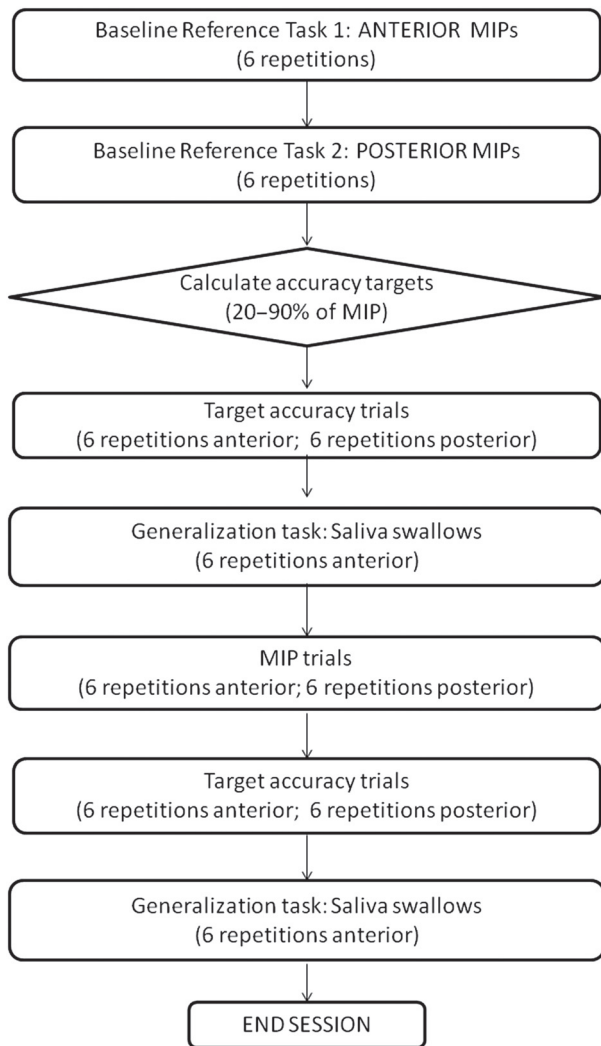 Baseline Reference Task 1: ANTERIOR MIPs
(6 repetitions)
Baseline Reference Task 2: POSTERIOR MIPs
(6 repetitions)
Calculate accuracy targets
(20–90% of MIP)
Target accuracy trials
(6 repetitions anterior; 6 repetitions posterior)
Generalization task: Saliva swallows
(6 repetitions anterior)
MIP trials
(6 repetitions anterior; 6 repetitions posterior)
Target accuracy trials
(6 repetitions anterior; 6 repetitions posterior)
Generalization task: Saliva swallows
(6 repetitions anterior)
END SESSION